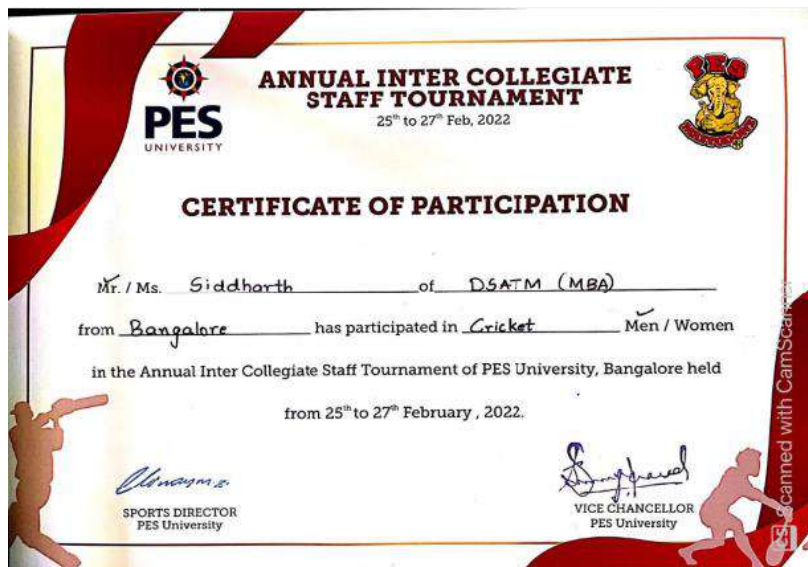 PES
UNIVERSITY
ANNUAL INTER COLLEGIATE
STAFF TOURNAMENT
25th to 27th Feb, 2022
PES
CERTIFICATE OF PARTICIPATION
Mr. / Ms. Siddharth of DSATM (MBA)
from Bangalore has participated in Cricket Men / Women
in the Annual Inter Collegiate Staff Tournament of PES University, Bangalore held
from 25th to 27th February , 2022.
SPORTS DIRECTOR
PES University
VICE CHANCELLOR
PES University
Scanned with CamScanner